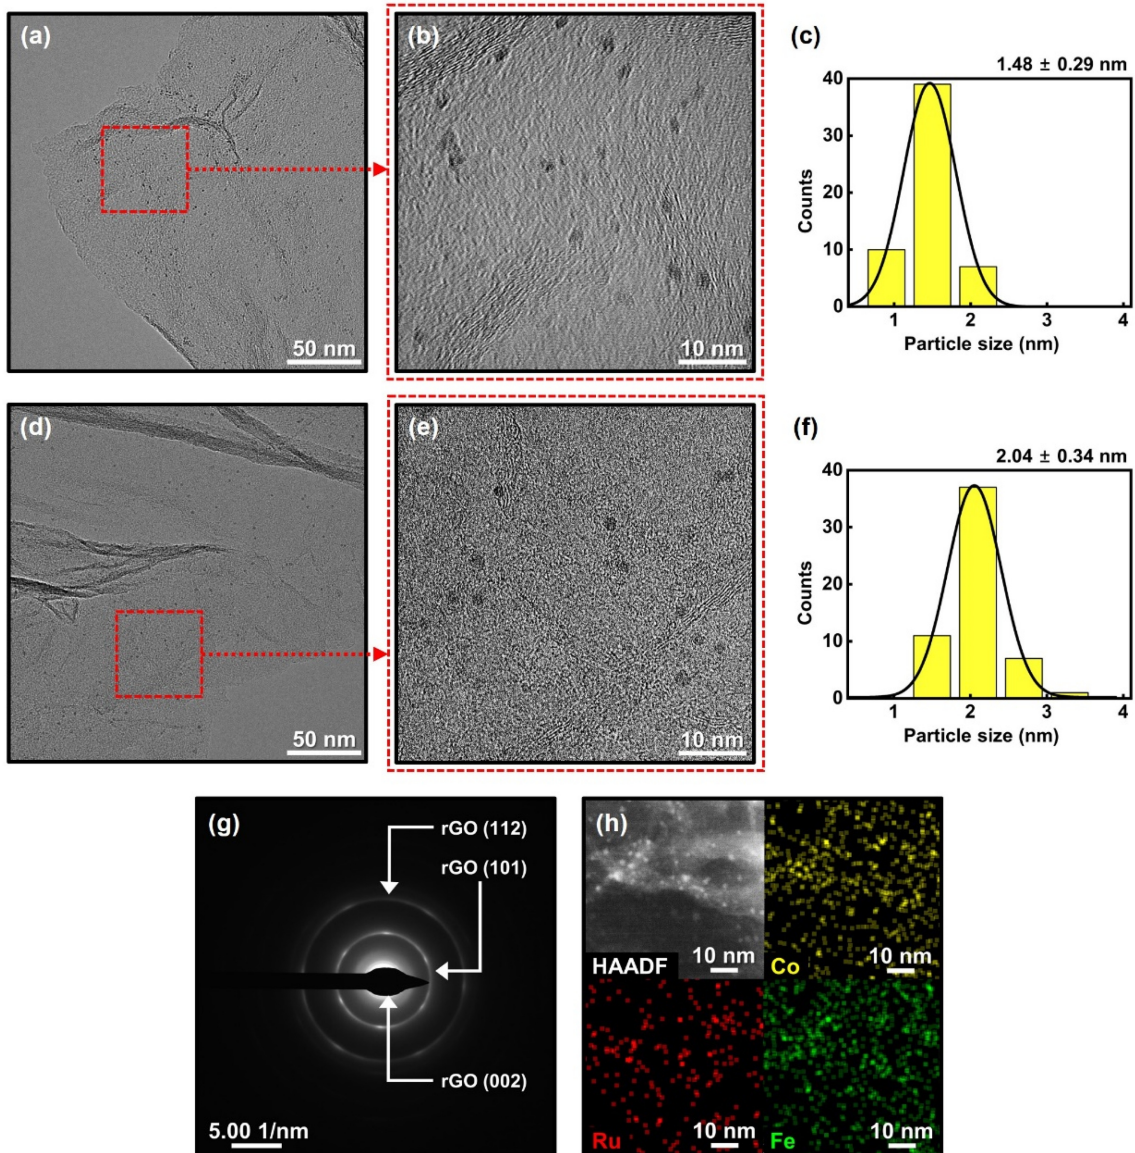 (a)
50 nm
(b)
10 nm
(c)
1.48 ± 0.29 nm
40
30
20
10
0
Counts
1 2 3 4
Particle size (nm)
(d)
50 nm
(e)
10 nm
(f)
2.04 ± 0.34 nm
40
30
20
10
0
Counts
1 2 3 4
Particle size (nm)
(g)
rGO (112)
rGO (101)
rGO (002)
5.00 1/nm
(h)
HAADF
10 nm
Co
10 nm
Ru
10 nm
Fe
10 nm